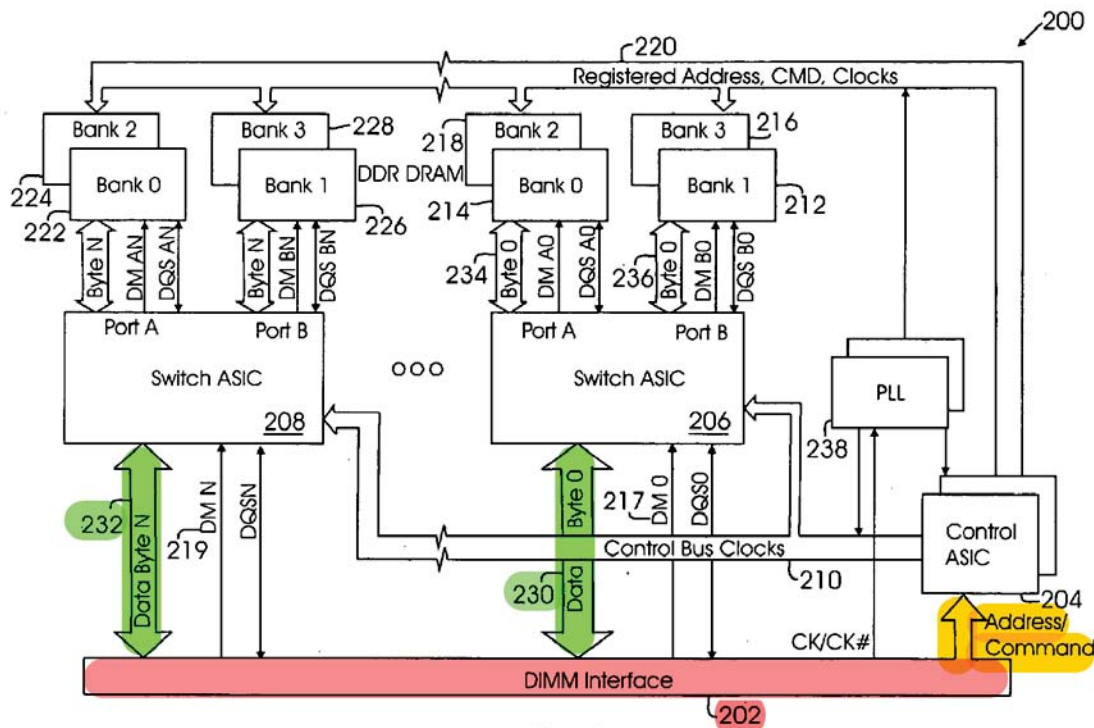 200
220
Registered Address, CMD, Clocks
Bank 2
Bank 3
228
218
Bank 2
Bank 3
216
224
Bank 0
Bank 1
DDR DRAM
Bank 0
Bank 1
222
226
214
212
Byte N
DM AN
DQS AN
Byte N
DM BN
DQS BN
234
Byte 0
DM A0
DQS A0
236
Byte 0
DM B0
DQS B0
Port A
Port B
Port A
Port B
Switch ASIC
Switch ASIC
PLL
208
206
238
232
Data Byte N
219
DM N
DQSN
230
Data Byte 0
217
DM 0
DQS0
Control Bus Clocks
210
Control
ASIC
204
CK/CK#
Address/
Command
DIMM Interface
202